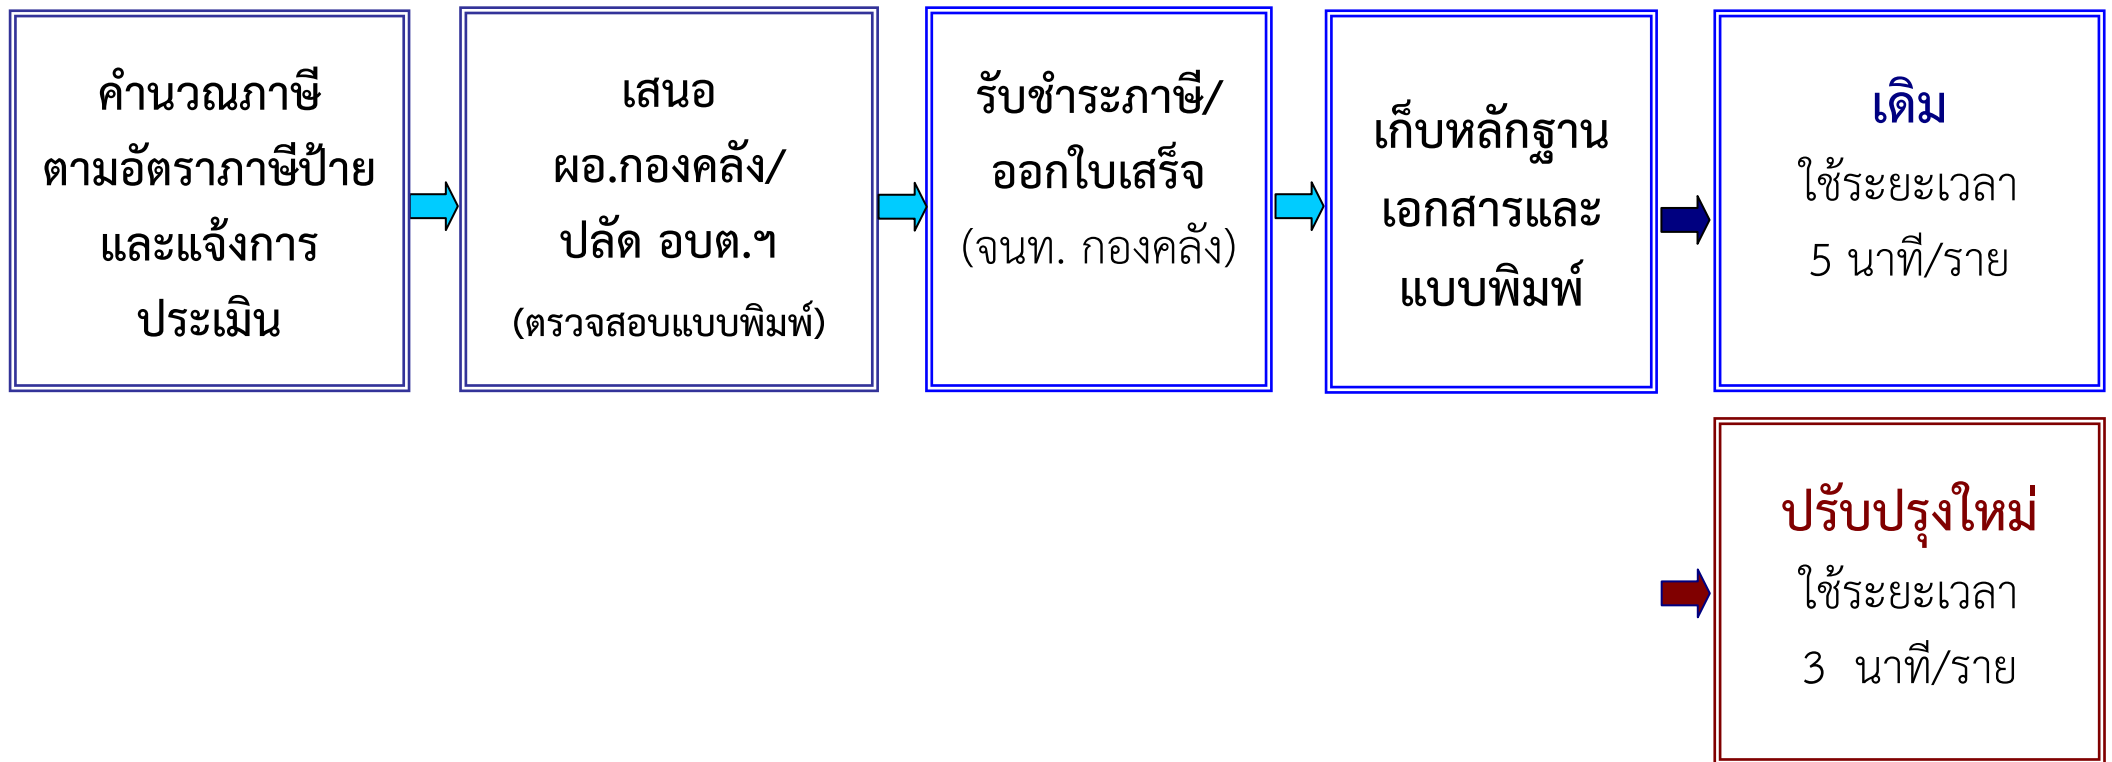 คำนวณภาษี
ตามอัตราภาษีป้าย
และแจ้งการ
ประเมิน
เสนอ
ผอ.กองคลัง/
ปลัด อบต.ฯ
(ตรวจสอบแบบพิมพ์)
รับชำระภาษี/
ออกใบเสร็จ
(จนท. กองคลัง)
เก็บหลักฐาน
เอกสารและ
แบบพิมพ์
เดิม
ใช้ระยะเวลา
5 นาที/ราย
ปรับปรุงใหม่
ใช้ระยะเวลา
3 นาที/ราย